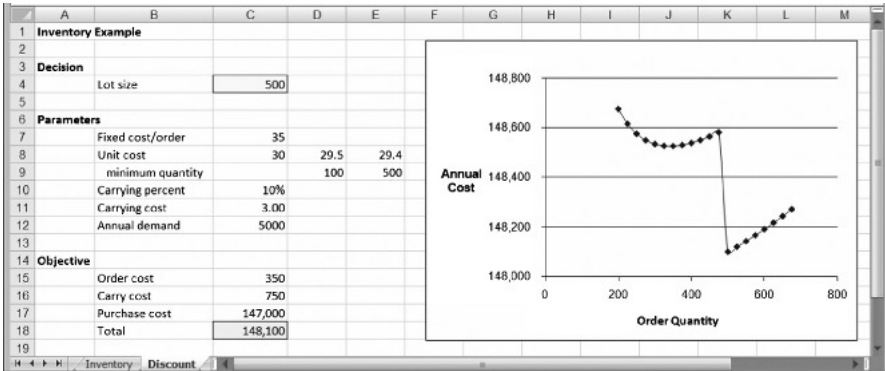 A B C D E F G H I J K L M
1 Inventory Example
2
3 Decision
4 Lot size 500
5
6 Parameters
7 Fixed cost/order 35
8 Unit cost 30 29.5 29.4
9 minimum quantity 100 500
10 Carrying percent 10%
11 Carrying cost 3.00
12 Annual demand 5000
13
14 Objective
15 Order cost 350
16 Carry cost 750
17 Purchase cost 147,000
18 Total 148,100
19
148,800
148,600
148,400
148,200
148,000
Annual
Cost
0 200 400 600 800
Order Quantity
Inventory Discount